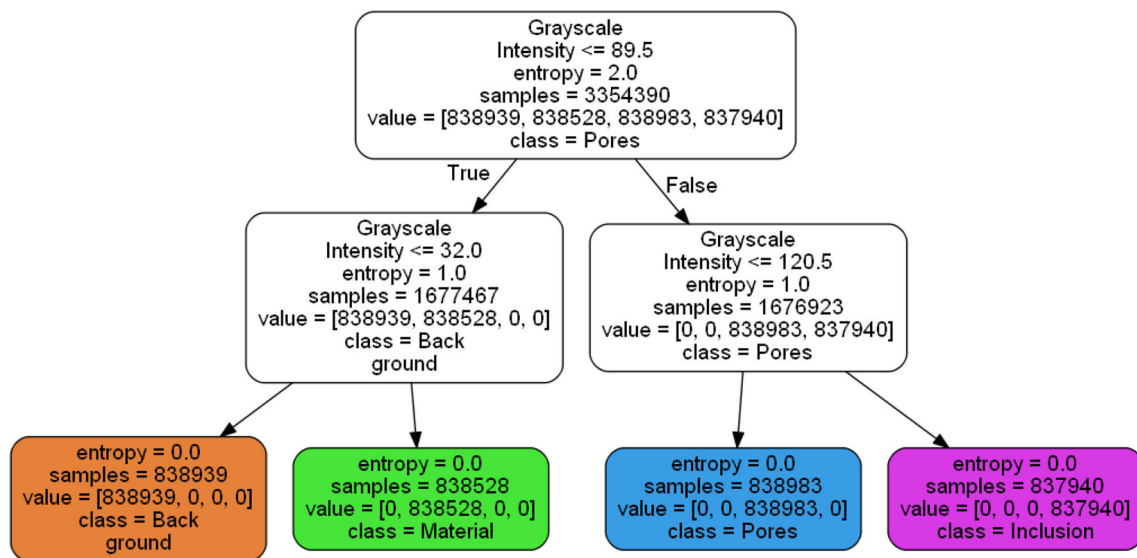 Grayscale
Intensity <= 89.5
entropy = 2.0
samples = 3354390
value = [838939, 838528, 838983, 837940]
class = Pores
True
False
Grayscale
Intensity <= 32.0
entropy = 1.0
samples = 1677467
value = [838939, 838528, 0, 0]
class = Back
ground
Grayscale
Intensity <= 120.5
entropy = 1.0
samples = 1676923
value = [0, 0, 838983, 837940]
class = Pores
entropy = 0.0
samples = 838939
value = [838939, 0, 0, 0]
class = Back
ground
entropy = 0.0
samples = 838528
value = [0, 838528, 0, 0]
class = Material
entropy = 0.0
samples = 838983
value = [0, 0, 838983, 0]
class = Pores
entropy = 0.0
samples = 837940
value = [0, 0, 0, 837940]
class = Inclusion